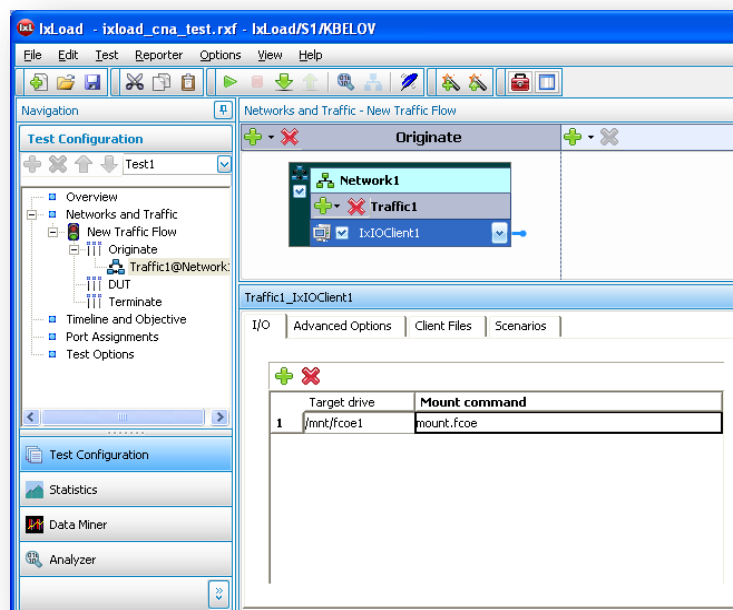 IxLoad - ixload_cna_test.rxf - IxLoad/S1/KBELOV
File Edit Test Reporter Options View Help
Navigation
Test Configuration
Test1
Overview
Networks and Traffic
New Traffic Flow
Originate
Traffic1@Network
DUT
Terminate
Timeline and Objective
Port Assignments
Test Options
Test Configuration
Statistics
Data Miner
Analyzer
Networks and Traffic - New Traffic Flow
Originate
Network1
Traffic1
IxIOClient1
Traffic1_IxIOClient1
I/O Advanced Options Client Files Scenarios
Target drive Mount command
1 /mnt/fcoe1 mount.fcoe